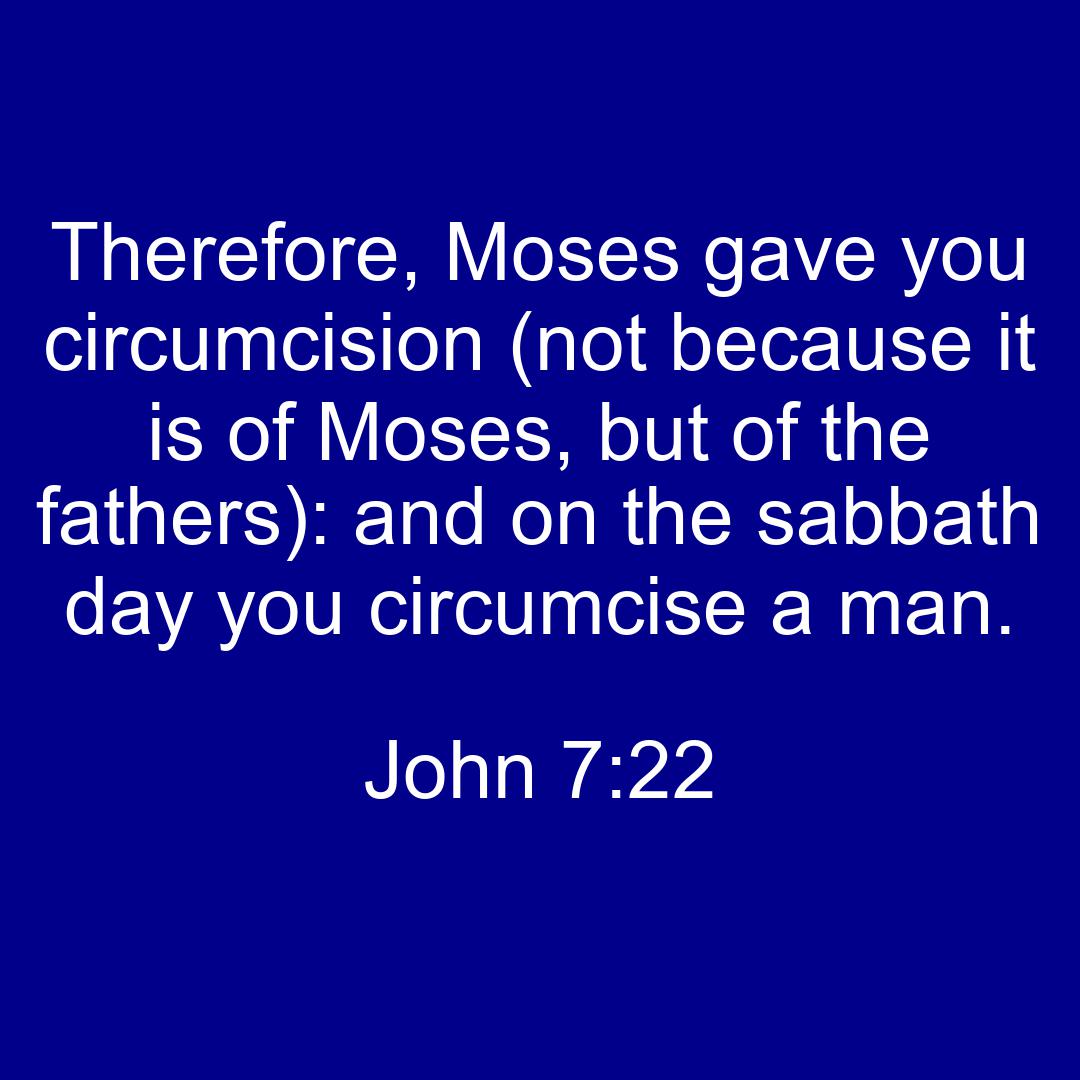 Therefore, Moses gave you
circumcision (not because it
is of Moses, but of the
fathers): and on the sabbath
day you circumcise a man.
John 7:22